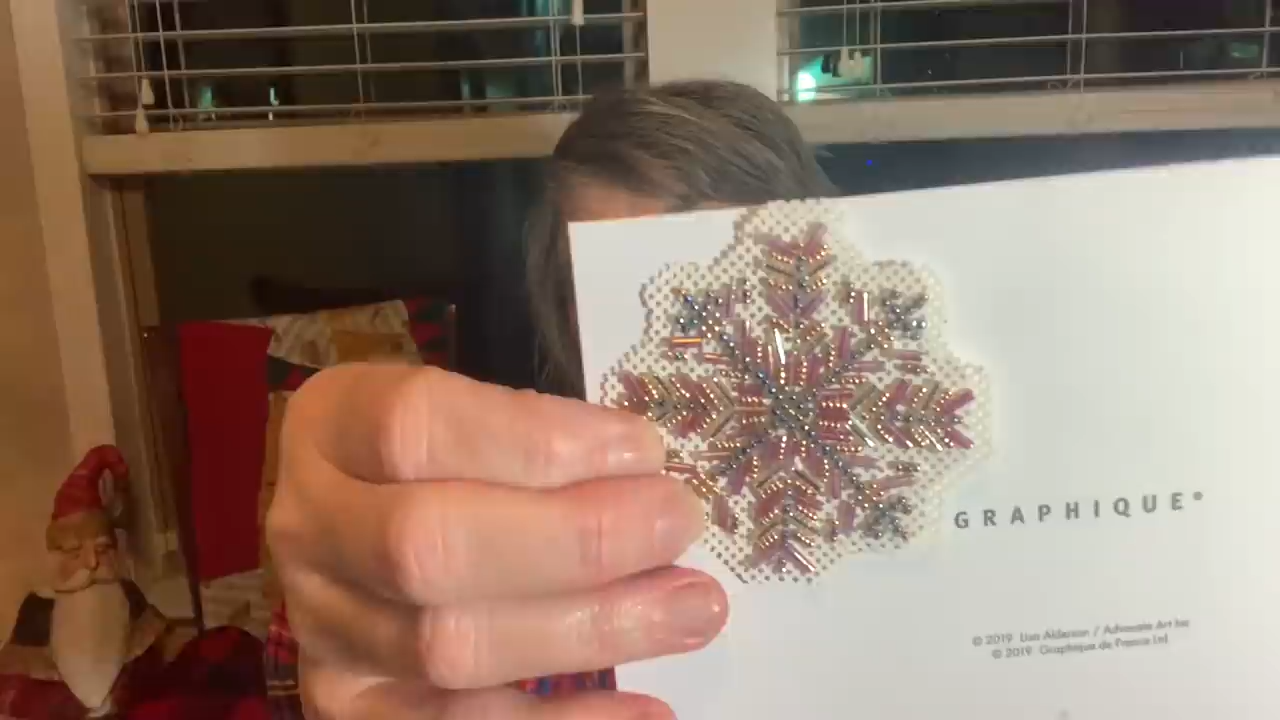 GRAPHIQUE®
© 2019 Lisa Alderson / Advocate Art Inc
© 2019 Graphique de France Ltd.